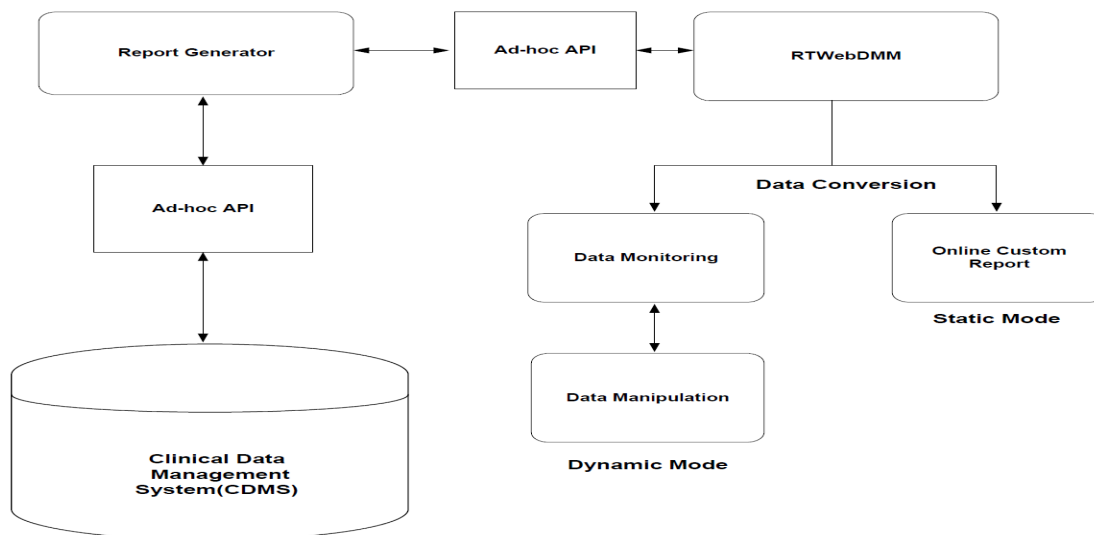 Report Generator
Ad-hoc API
RTWebDMM
Ad-hoc API
Data Conversion
Data Monitoring
Online Custom
Report
Static Mode
Data Manipulation
Dynamic Mode
Clinical Data
Management
System(CDMS)